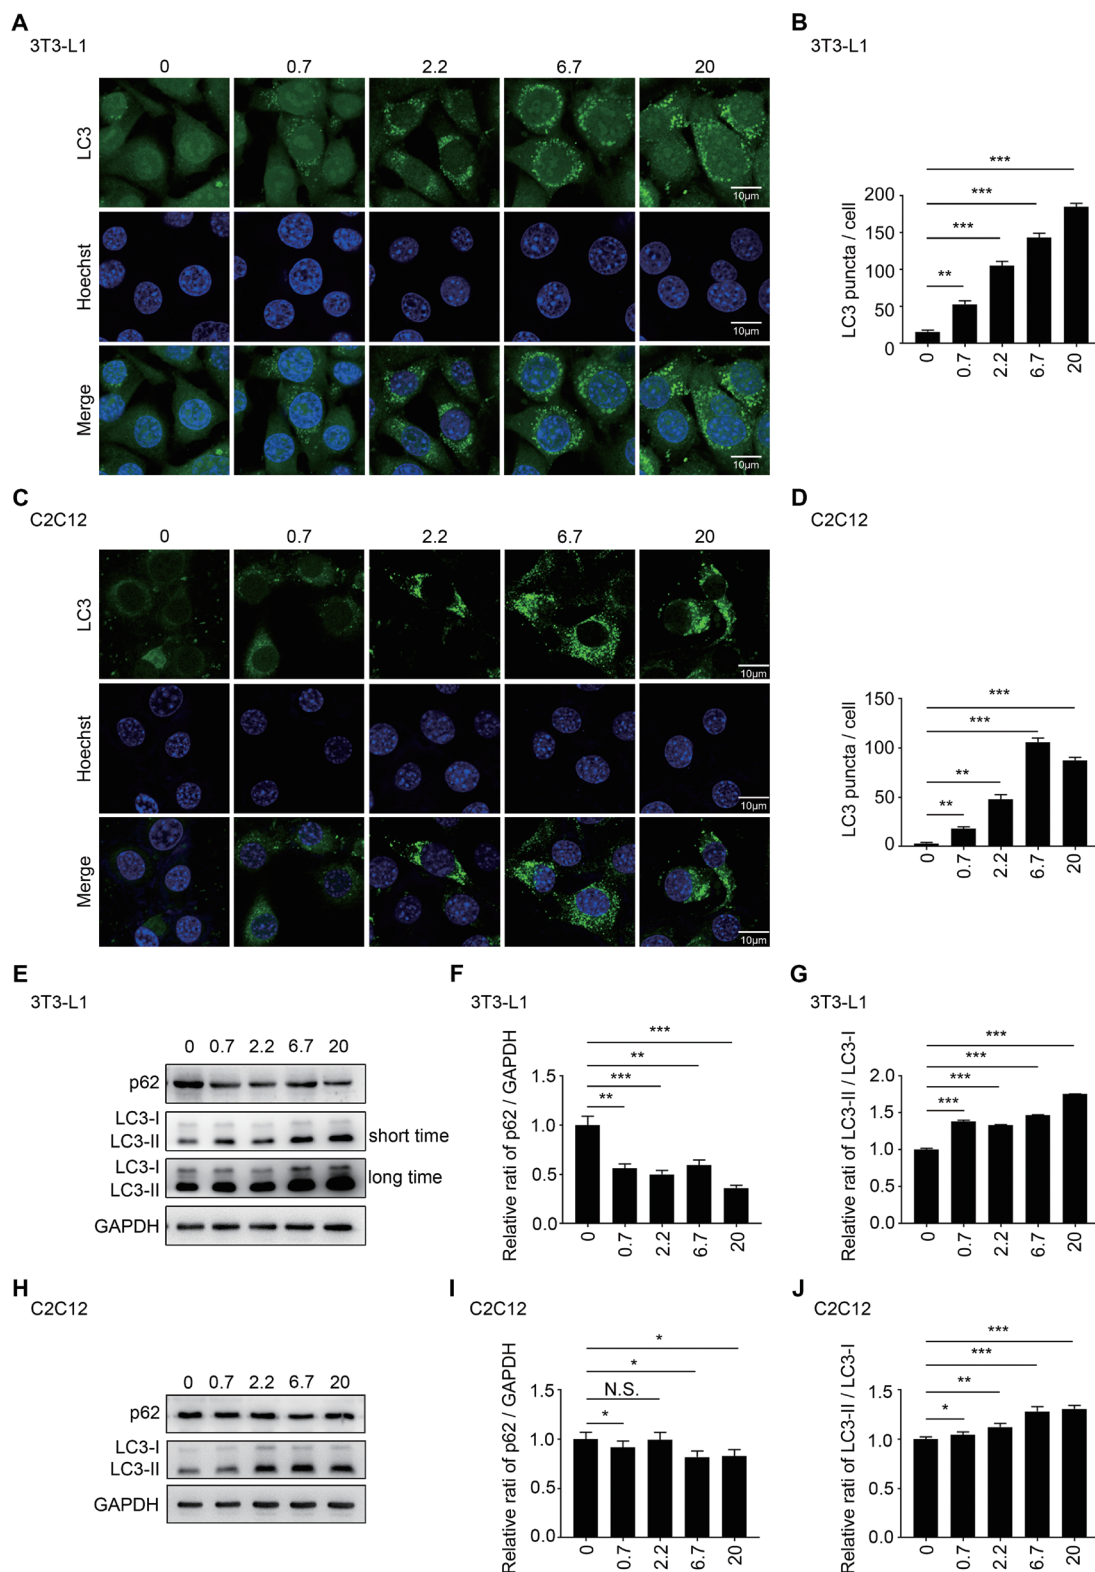 A
3T3-L1
0 0.7 2.2 6.7 20
LC3
10μm
Hoechst
10μm
Merge
10μm
B
3T3-L1
***
***
***
**
LC3 puncta / cell
200
150
100
50
0
0 0.7 2.2 6.7 20
C
C2C12
0 0.7 2.2 6.7 20
LC3
10μm
Hoechst
10μm
Merge
10μm
D
C2C12
***
***
**
**
LC3 puncta / cell
150
100
50
0
0 0.7 2.2 6.7 20
E
3T3-L1
0 0.7 2.2 6.7 20
p62
LC3-I
LC3-II
short time
LC3-I
LC3-II
long time
GAPDH
F
3T3-L1
***
**
***
**
Relative rati of p62 / GAPDH
1.5
1.0
0.5
0.0
0 0.7 2.2 6.7 20
G
3T3-L1
***
***
***
***
Relative rati of LC3-II / LC3-I
2.0
1.5
1.0
0.5
0.0
0 0.7 2.2 6.7 20
H
C2C12
0 0.7 2.2 6.7 20
p62
LC3-I
LC3-II
GAPDH
I
C2C12
*
*
N.S.
*
Relative rati of p62 / GAPDH
1.5
1.0
0.5
0.0
0 0.7 2.2 6.7 20
J
C2C12
***
***
**
*
Relative rati of LC3-II / LC3-I
1.5
1.0
0.5
0.0
0 0.7 2.2 6.7 20